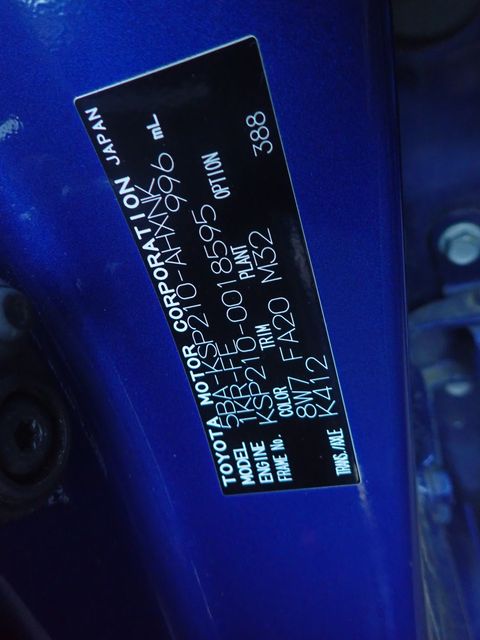 TOYOTA MOTOR CORPORATION JAPAN
MODEL 5BA-KSP210-AHXNK
ENGINE 1KR-FE 996 mL
FRAME No. KSP210-0018595
COLOR TRIM PLANT OPTION
8W7 FA20 M32 388
TRANS./AXLE K412